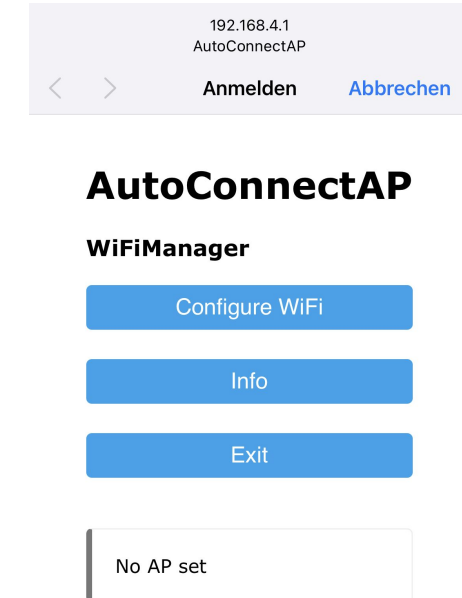 192.168.4.1
AutoConnectAP
Anmelden Abbrechen
AutoConnectAP
WiFiManager
Configure WiFi
Info
Exit
No AP set